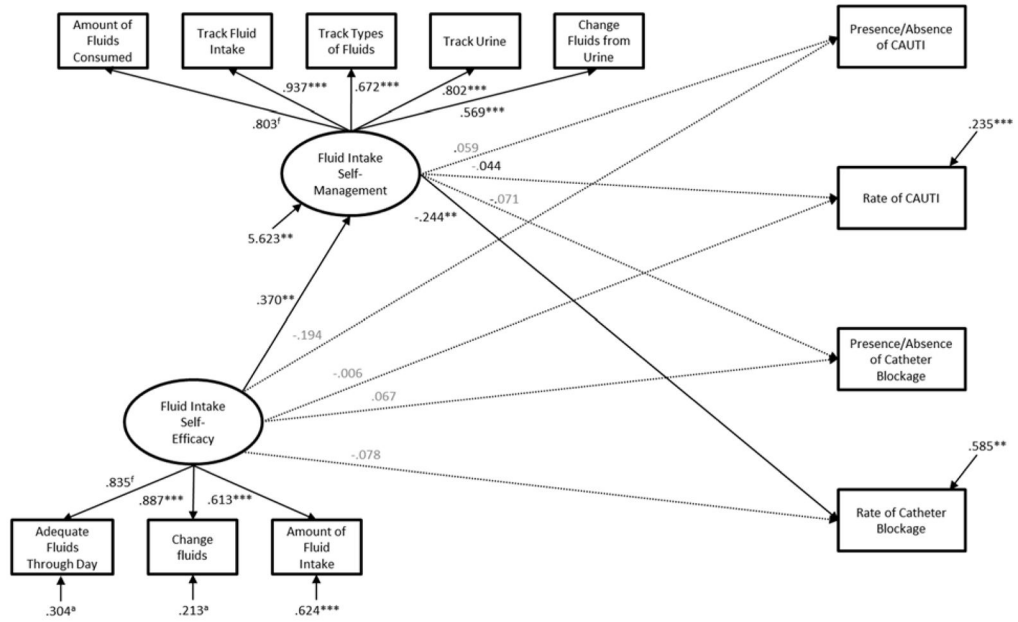 Amount of
Fluids
Consumed
Track Fluid
Intake
Track Types
of Fluids
Track Urine
Change
Fluids from
Urine
Presence/Absence
of CAUTI
.937***
.672***
.802***
.569***
.803ᶠ
.235***
Fluid Intake
Self-
Management
.059
-.044
-.071
-.244**
Rate of CAUTI
5.623**
.370**
-.194
-.006
.067
Presence/Absence
of Catheter
Blockage
Fluid Intake
Self-
Efficacy
-.078
.585**
.835ᶠ
.887***
.613***
Rate of Catheter
Blockage
Adequate
Fluids
Through Day
Change
fluids
Amount of
Fluid
Intake
.304ᵃ
.213ᵃ
.624***